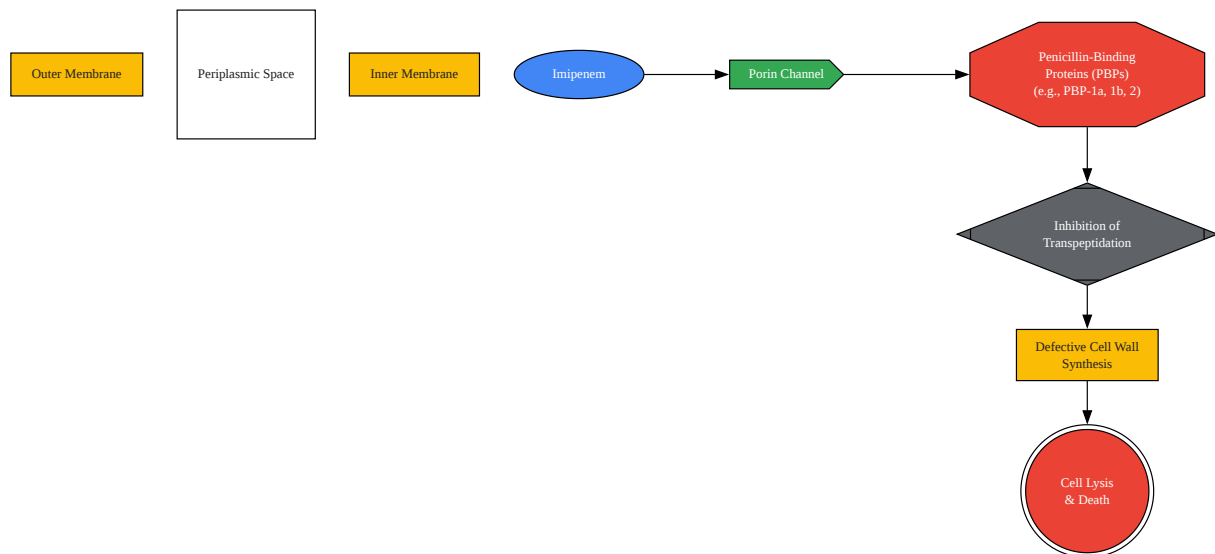 Outer Membrane
Periplasmic Space
Inner Membrane
Imipenem
Porin Channel
Penicillin-Binding
Proteins (PBPs)
(e.g., PBP-1a, 1b, 2)
Inhibition of
Transpeptidation
Defective Cell Wall
Synthesis
Cell Lysis
& Death